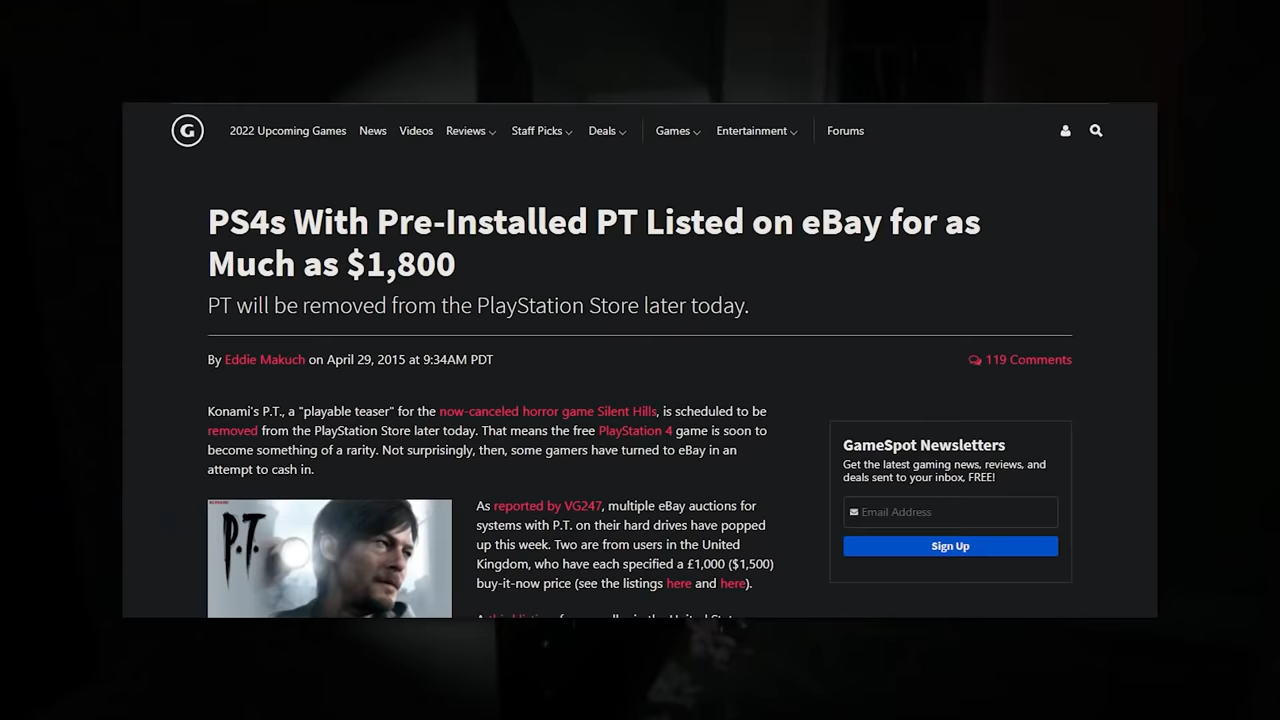 G
2022 Upcoming Games News Videos Reviews Staff Picks Deals Games Entertainment Forums
PS4s With Pre-Installed PT Listed on eBay for as
Much as $1,800
PT will be removed from the PlayStation Store later today.
By Eddie Makuch on April 29, 2015 at 9:34AM PDT
119 Comments
Konami's P.T., a "playable teaser" for the now-canceled horror game Silent Hills, is scheduled to be
removed from the PlayStation Store later today. That means the free PlayStation 4 game is soon to
become something of a rarity. Not surprisingly, then, some gamers have turned to eBay in an
attempt to cash in.
P.T.
As reported by VG247, multiple eBay auctions for
systems with P.T. on their hard drives have popped
up this week. Two are from users in the United
Kingdom, who have each specified a £1,000 ($1,500)
buy-it-now price (see the listings here and here).
GameSpot Newsletters
Get the latest gaming news, reviews, and
deals sent to your inbox, FREE!
Email Address
Sign Up